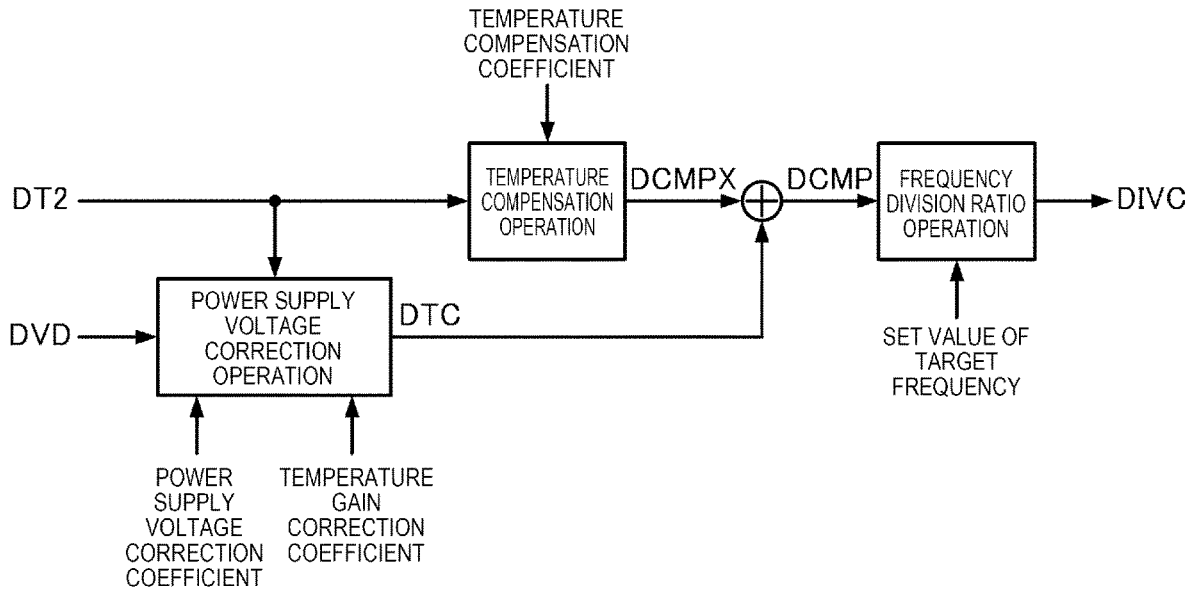 TEMPERATURE
COMPENSATION
COEFFICIENT
DT2
TEMPERATURE
COMPENSATION
OPERATION
DCMPX
DCMP
FREQUENCY
DIVISION RATIO
OPERATION
DIVC
DVD
POWER SUPPLY
VOLTAGE
CORRECTION
OPERATION
DTC
SET VALUE OF
TARGET
FREQUENCY
POWER
SUPPLY
VOLTAGE
CORRECTION
COEFFICIENT
TEMPERATURE
GAIN
CORRECTION
COEFFICIENT